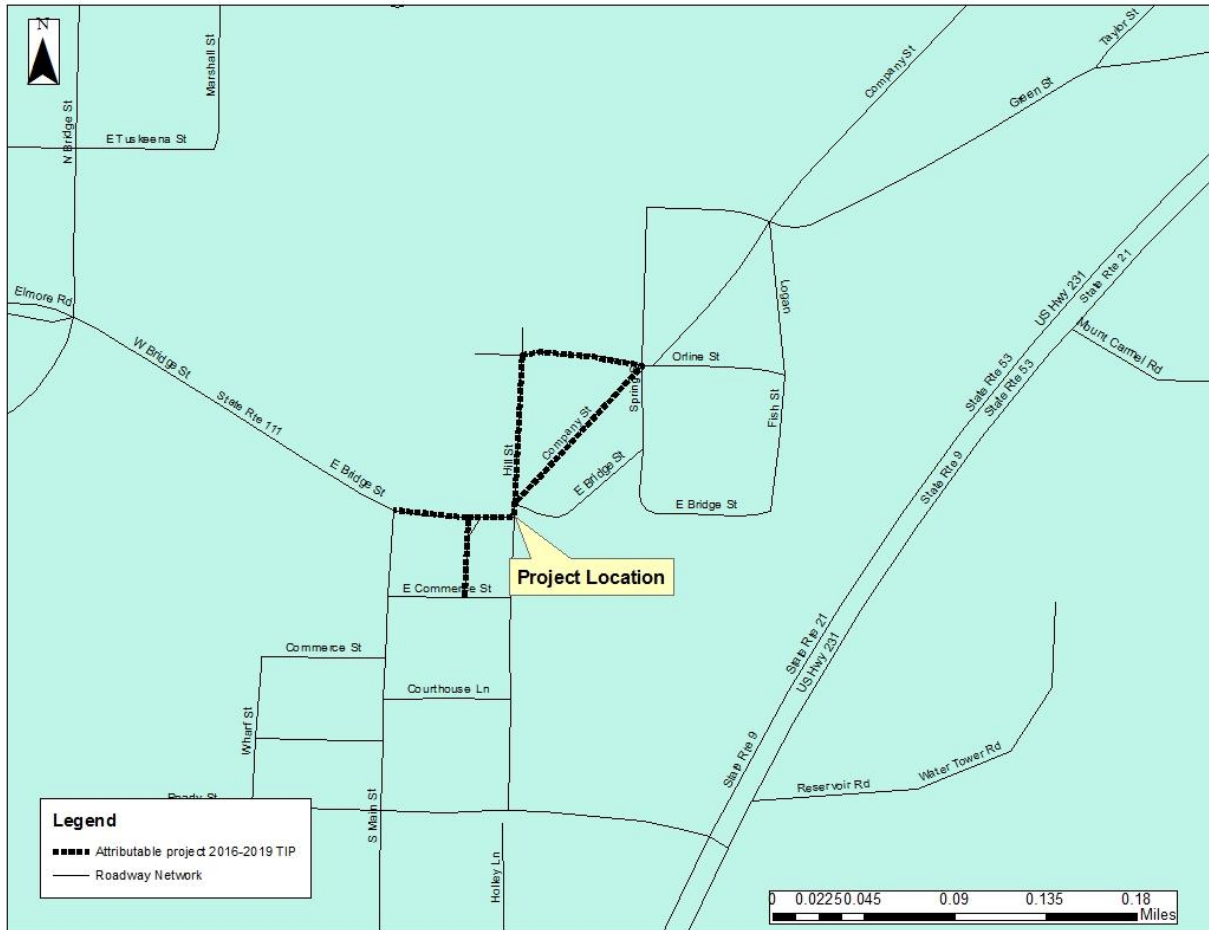 N
N Bridge St
Marshall St
E Tuskeena St
Company St
Taylor St
Green St
Elmore Rd
W Bridge St
State Rte 111
E Bridge St
Hill St
Company St
E Bridge St
Spring
Orline St
Logan
Fish St
E Bridge St
US Hwy 231
State Rte 21
State Rte 53
State Rte 53
Mount Carmel Rd
State Rte 9
Project Location
E Commerce St
Commerce St
Courthouse Ln
Wharf St
S Main St
Holley Ln
State Rte 21
US Hwy 231
State Rte 9
Reservoir Rd
Water Tower Rd
Legend
Attributable project 2016-2019 TIP
Roadway Network
0 0.0225 0.045 0.09 0.135 0.18
Miles